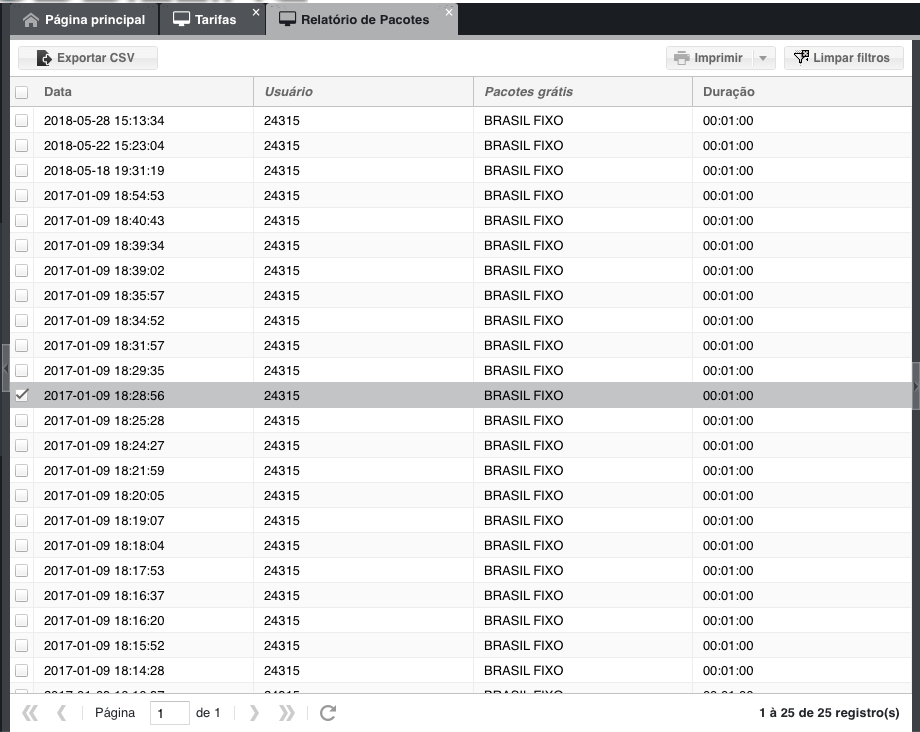 Página principal Tarifas Relatório de Pacotes
Exportar CSV Imprimir Limpar filtros
Data Usuário Pacotes grátis Duração
2018-05-28 15:13:34 24315 BRASIL FIXO 00:01:00
2018-05-22 15:23:04 24315 BRASIL FIXO 00:01:00
2018-05-18 19:31:19 24315 BRASIL FIXO 00:01:00
2017-01-09 18:54:53 24315 BRASIL FIXO 00:01:00
2017-01-09 18:40:43 24315 BRASIL FIXO 00:01:00
2017-01-09 18:39:34 24315 BRASIL FIXO 00:01:00
2017-01-09 18:39:02 24315 BRASIL FIXO 00:01:00
2017-01-09 18:35:57 24315 BRASIL FIXO 00:01:00
2017-01-09 18:34:52 24315 BRASIL FIXO 00:01:00
2017-01-09 18:31:57 24315 BRASIL FIXO 00:01:00
2017-01-09 18:29:35 24315 BRASIL FIXO 00:01:00
2017-01-09 18:28:56 24315 BRASIL FIXO 00:01:00
2017-01-09 18:25:28 24315 BRASIL FIXO 00:01:00
2017-01-09 18:24:27 24315 BRASIL FIXO 00:01:00
2017-01-09 18:21:59 24315 BRASIL FIXO 00:01:00
2017-01-09 18:20:05 24315 BRASIL FIXO 00:01:00
2017-01-09 18:19:07 24315 BRASIL FIXO 00:01:00
2017-01-09 18:18:04 24315 BRASIL FIXO 00:01:00
2017-01-09 18:17:53 24315 BRASIL FIXO 00:01:00
2017-01-09 18:16:37 24315 BRASIL FIXO 00:01:00
2017-01-09 18:16:20 24315 BRASIL FIXO 00:01:00
2017-01-09 18:15:52 24315 BRASIL FIXO 00:01:00
2017-01-09 18:14:28 24315 BRASIL FIXO 00:01:00
Página 1 de 1 1 à 25 de 25 registro(s)